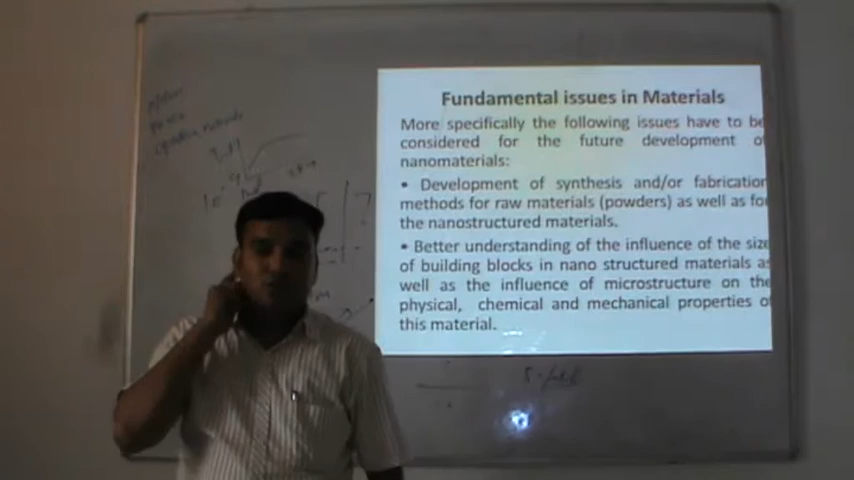 Fundamental issues in Materials
More specifically the following issues have to be
considered for the future development of
nanomaterials:
• Development of synthesis and/or fabrication
methods for raw materials (powders) as well as for
the nanostructured materials.
• Better understanding of the influence of the size
of building blocks in nano structured materials as
well as the influence of microstructure on the
physical, chemical and mechanical properties of
this material.